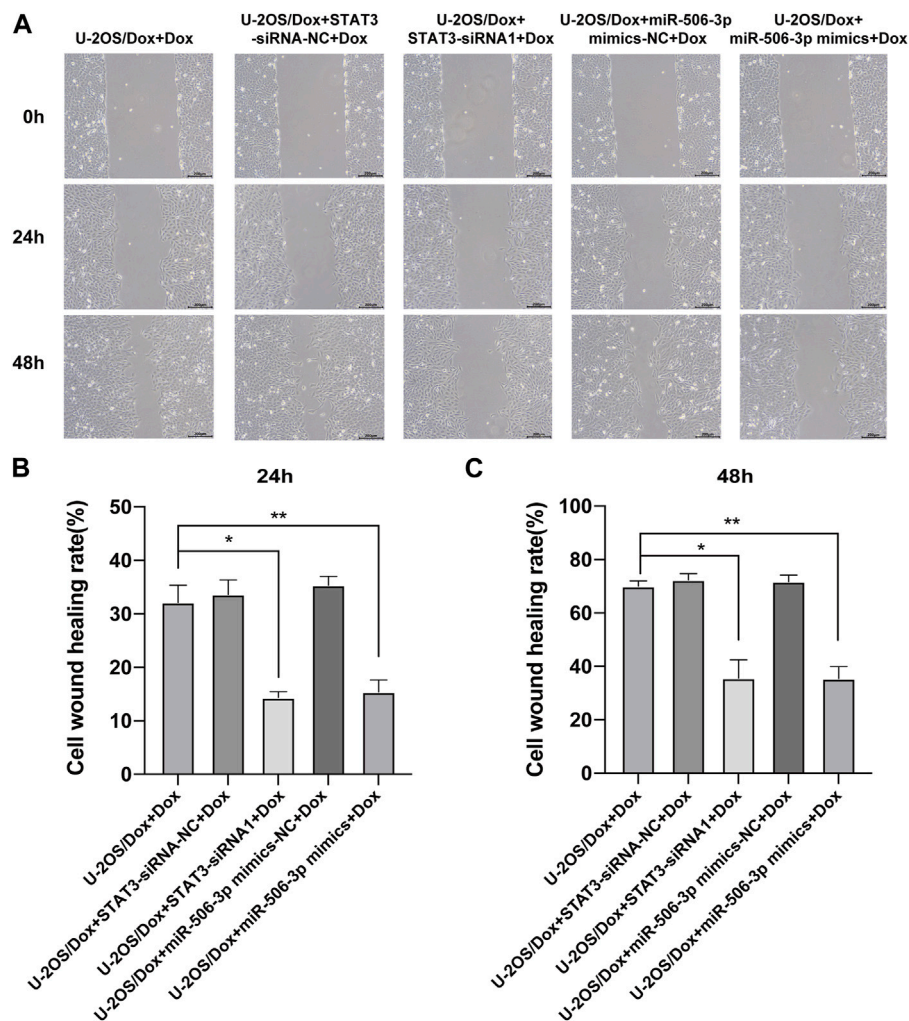 A
U-2OS/Dox+Dox
U-2OS/Dox+STAT3
-siRNA-NC+Dox
U-2OS/Dox+
STAT3-siRNA1+Dox
U-2OS/Dox+miR-506-3p
mimics-NC+Dox
U-2OS/Dox+
miR-506-3p mimics+Dox
0h
24h
48h
B
24h
Cell wound healing rate(%)
50
40
30
20
10
0
*
**
U-2OS/Dox+Dox
U-2OS/Dox+STAT3-siRNA-NC+Dox
U-2OS/Dox+STAT3-siRNA1+Dox
U-2OS/Dox+miR-506-3p mimics-NC+Dox
U-2OS/Dox+miR-506-3p mimics+Dox
C
48h
Cell wound healing rate(%)
100
80
60
40
20
0
*
**
U-2OS/Dox+Dox
U-2OS/Dox+STAT3-siRNA-NC+Dox
U-2OS/Dox+STAT3-siRNA1+Dox
U-2OS/Dox+miR-506-3p mimics-NC+Dox
U-2OS/Dox+miR-506-3p mimics+Dox